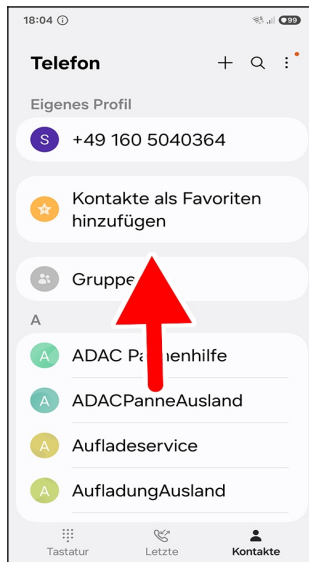 18:04
99
Telefon
Eigenes Profil
S
+49 160 5040364
Kontakte als Favoriten
hinzufügen
A
A
ADAC
A
ADACPanneAusland
A
Aufladeservice
A
AufladungAusland
Tastatur
Letzte
Kontakte